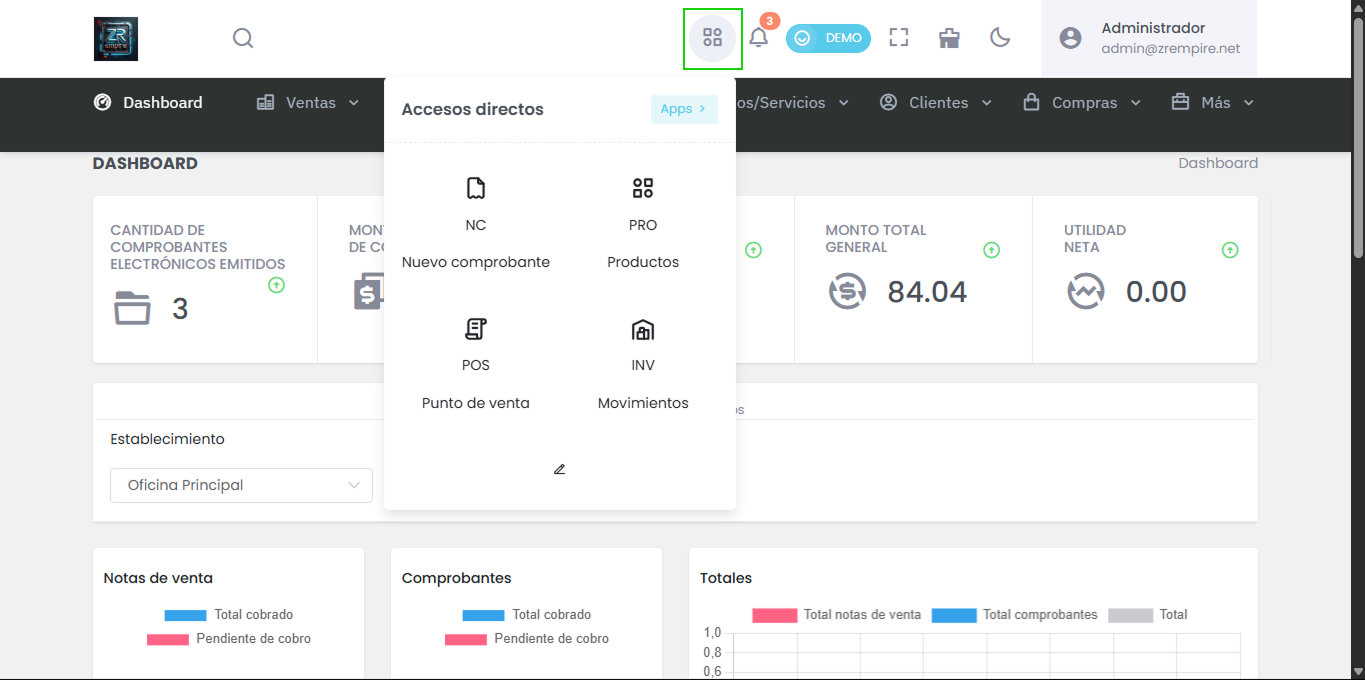 ZR
empire
3
DEMO
Administrador
admin@zrempire.net
Dashboard
Ventas
os/Servicios
Clientes
Compras
Más
Accesos directos
Apps
DASHBOARD
Dashboard
NC
Nuevo comprobante
PRO
Productos
POS
Punto de venta
INV
Movimientos
CANTIDAD DE
COMPROBANTES
ELECTRÓNICOS EMITIDOS
3
MON
DE CO
MONTO TOTAL
GENERAL
84.04
UTILIDAD
NETA
0.00
os
Establecimiento
Oficina Principal
Notas de venta
Total cobrado
Pendiente de cobro
Comprobantes
Total cobrado
Pendiente de cobro
Totales
Total notas de venta
Total comprobantes
Total
1,0
0,8
0,6